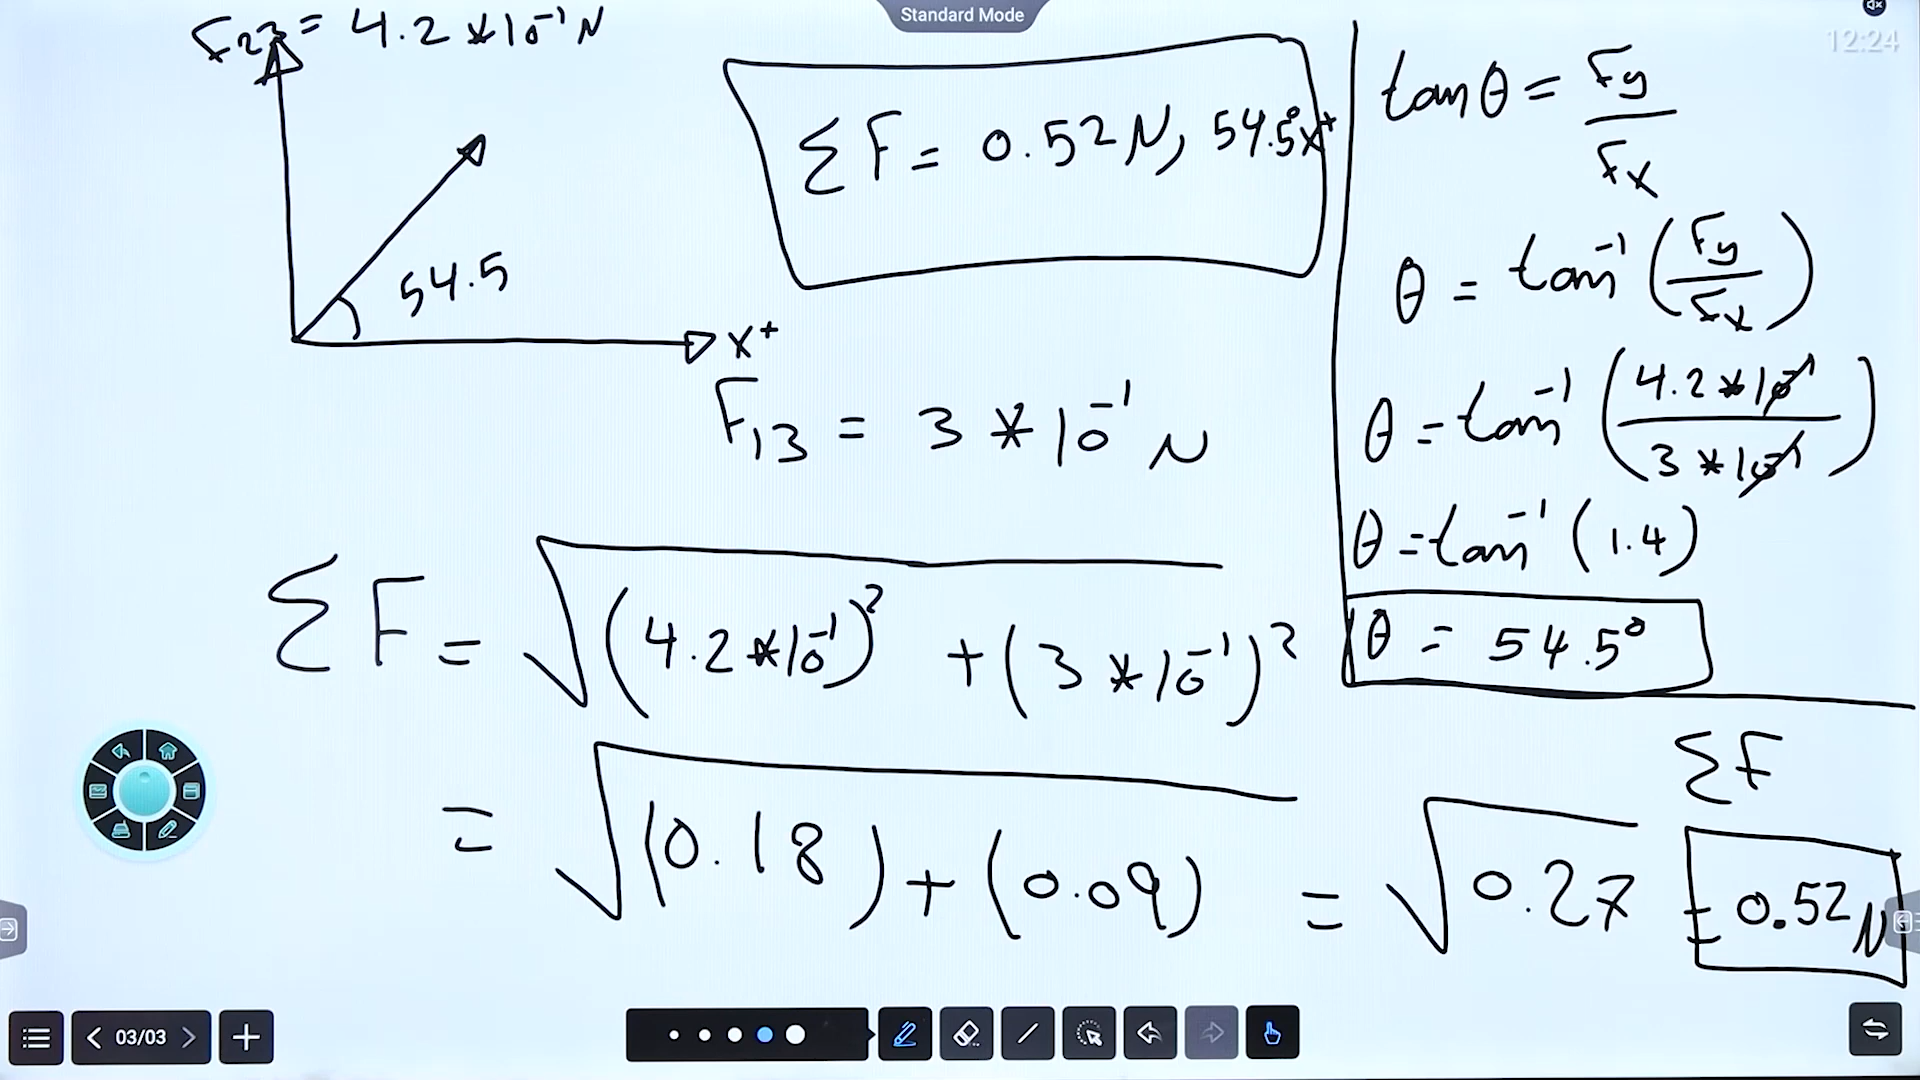 Standard Mode
12:24
F₂₃ = 4.2 * 10⁻¹ N
54.5
x⁺
F₁₃ = 3 * 10⁻¹ N
ΣF = 0.52 N, 54.5° x⁺
ΣF = √((4.2 * 10⁻¹)² + (3 * 10⁻¹)²)
= √((0.18) + (0.09)) = √0.27 = 0.52 N
tan θ = Fy / Fx
θ = tan⁻¹ (Fy / Fx)
θ = tan⁻¹ (4.2 * 10⁻¹ / 3 * 10⁻¹)
θ = tan⁻¹ (1.4)
θ = 54.5°
ΣF
03/03